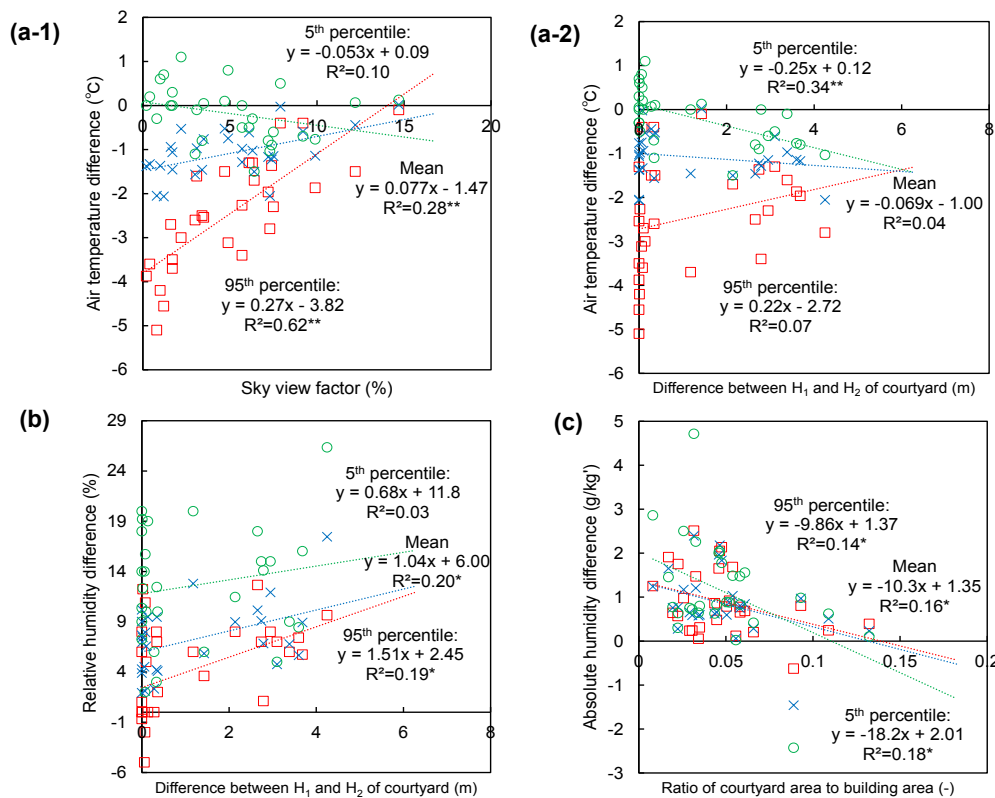 (a-1)
Air temperature difference (°C)
2
1
0
-1
-2
-3
-4
-5
-6
0
5
10
15
20
5th percentile:
y = -0.053x + 0.09
R²=0.10
Mean
y = 0.077x - 1.47
R²=0.28**
95th percentile:
y = 0.27x - 3.82
R²=0.62**
Sky view factor (%)
(a-2)
Air temperature difference (°C)
2
1
0
-1
-2
-3
-4
-5
-6
0
2
4
6
8
5th percentile:
y = -0.25x + 0.12
R²=0.34**
Mean
y = -0.069x - 1.00
R²=0.04
95th percentile:
y = 0.22x - 2.72
R²=0.07
Difference between H₁ and H₂ of courtyard (m)
(b)
Relative humidity difference (%)
29
24
19
14
9
4
-1
-6
0
2
4
6
8
5th percentile:
y = 0.68x + 11.8
R²=0.03
Mean
y = 1.04x + 6.00
R²=0.20*
95th percentile:
y = 1.51x + 2.45
R²=0.19*
Difference between H₁ and H₂ of courtyard (m)
(c)
Absolute humidity difference (g/kg')
5
4
3
2
1
0
-1
-2
-3
0
0.05
0.1
0.15
0.2
95th percentile:
y = -9.86x + 1.37
R²=0.14*
Mean
y = -10.3x + 1.35
R²=0.16*
5th percentile:
y = -18.2x + 2.01
R²=0.18*
Ratio of courtyard area to building area (-)